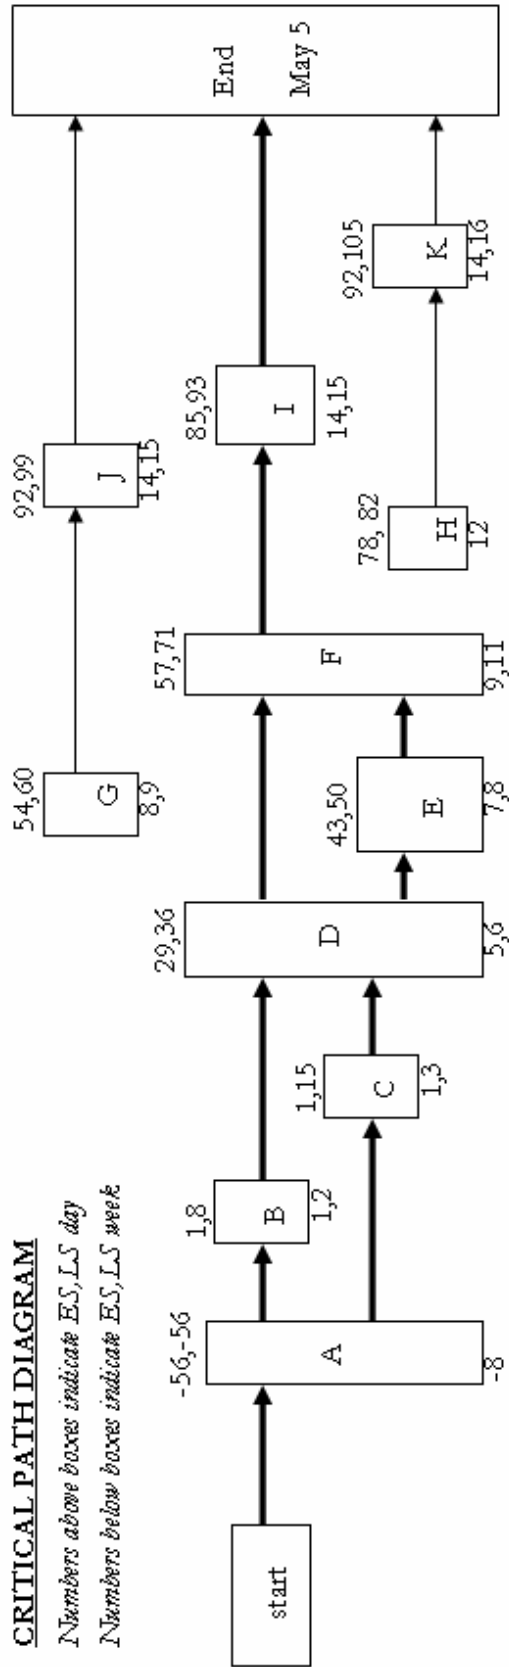 CRITICAL PATH DIAGRAM
Numbers above boxes indicate ES,LS day
Numbers below boxes indicate ES,LS week
start
-56,-56
A
-8
1,8
B
1,2
1,15
C
1,3
29,36
D
5,6
43,50
E
7,8
54,60
G
8,9
57,71
F
9,11
92,99
J
14,15
85,93
I
14,15
78, 82
H
12
92,105
K
14,16
End
May 5